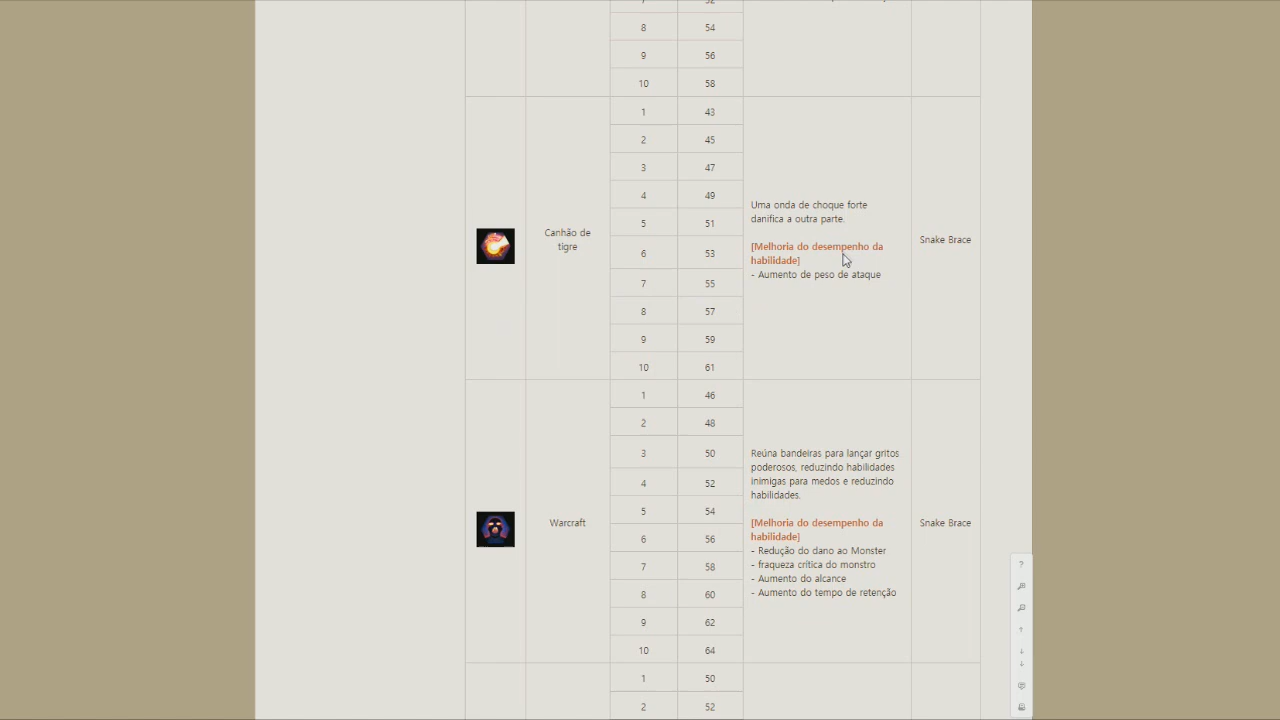 7 52
8 54
9 56
10 58
1 43
2 45
3 47
4 49
5 51
6 53
7 55
8 57
9 59
10 61
Canhão de
tigre
Uma onda de choque forte
danifica a outra parte.
[Melhoria do desempenho da
habilidade]
- Aumento de peso de ataque
Snake Brace
1 46
2 48
3 50
4 52
5 54
6 56
7 58
8 60
9 62
10 64
Warcraft
Reúna bandeiras para lançar gritos
poderosos, reduzindo habilidades
inimigas para medos e reduzindo
habilidades.
[Melhoria do desempenho da
habilidade]
- Redução do dano ao Monster
- fraqueza crítica do monstro
- Aumento do alcance
- Aumento do tempo de retenção
Snake Brace
1 50
2 52
?